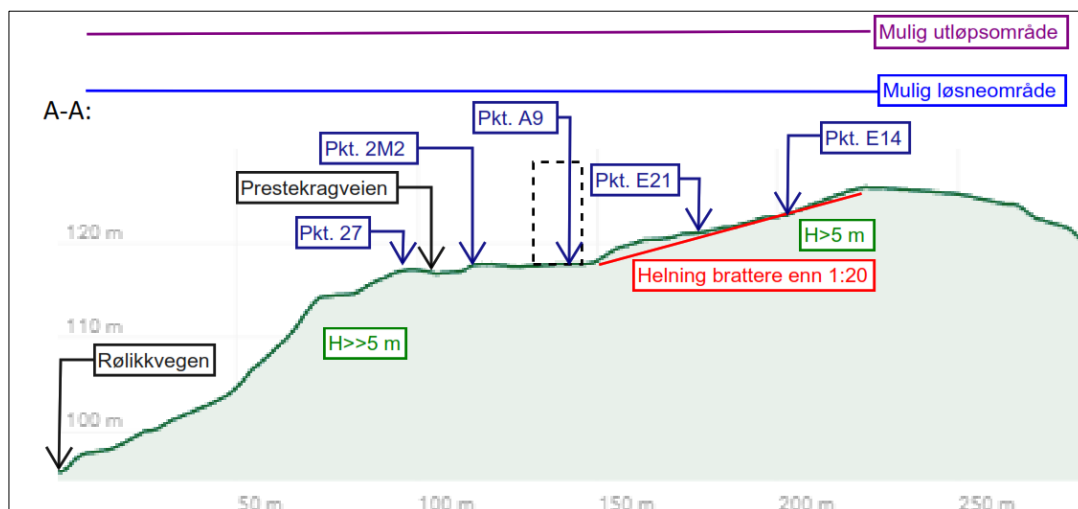 Mulig utløpsområde
Mulig løsneområde
A-A:
Pkt. A9
Pkt. E14
Pkt. 2M2
Prestekragveien
Pkt. E21
Pkt. 27
120 m
H>5 m
Helning brattere enn 1:20
110 m
H>>5 m
Rølikkvegen
100 m
50 m
100 m
150 m
200 m
250 m